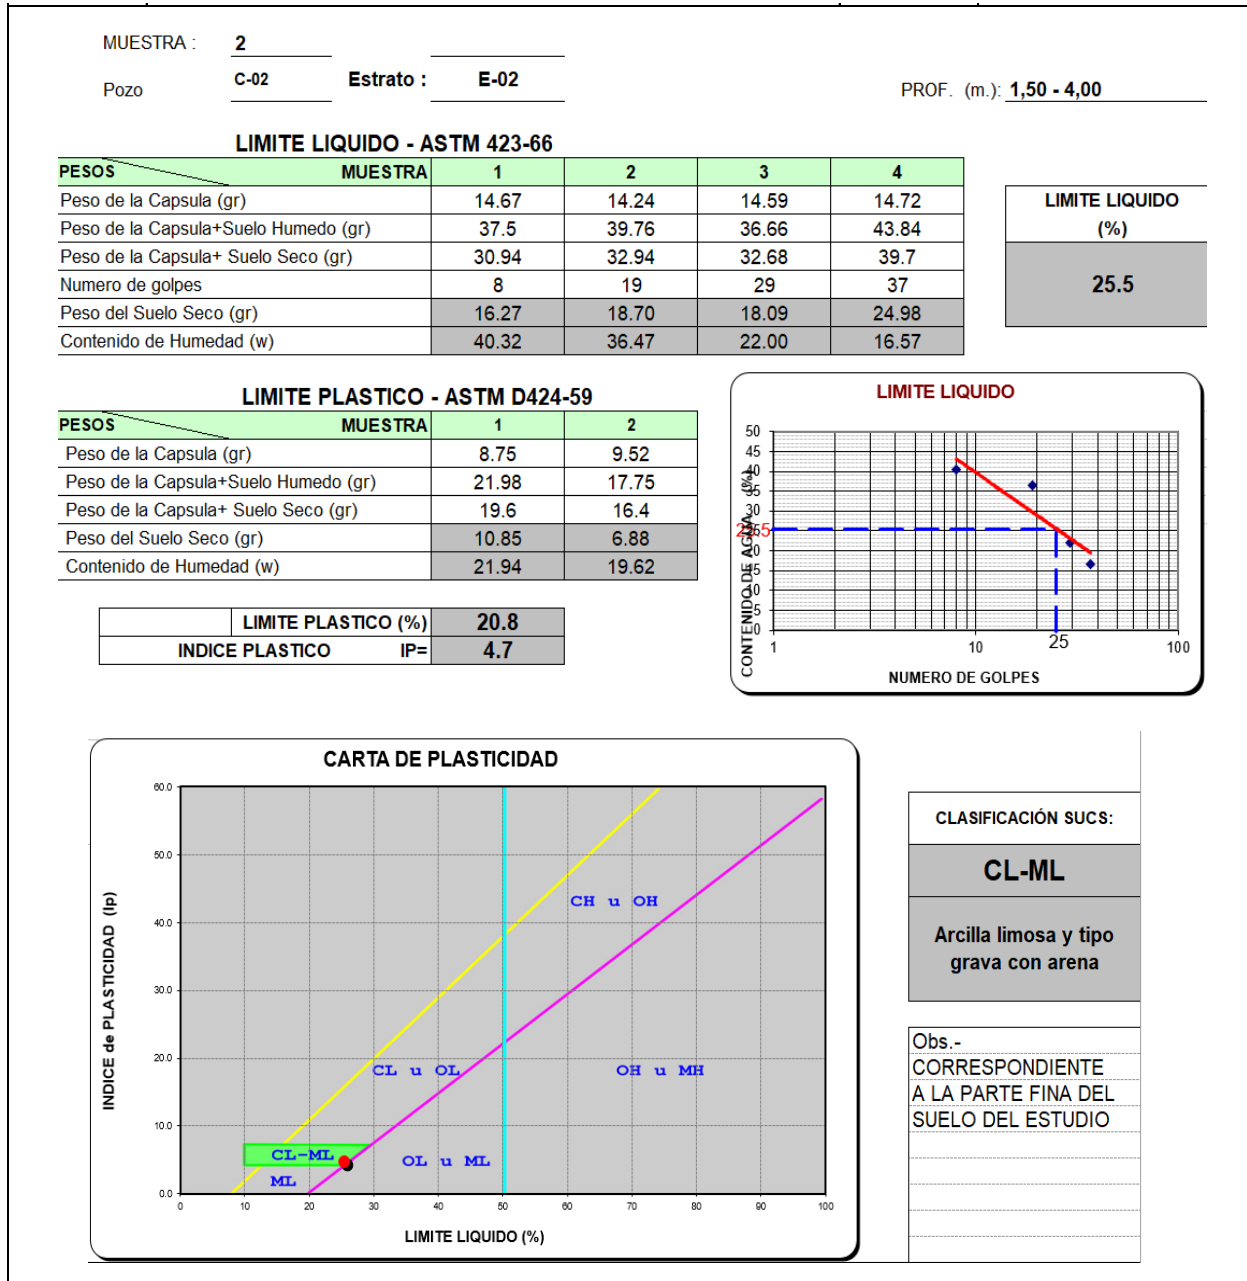 MUESTRA : 2
Pozo C-02 Estrato : E-02 PROF. (m.): 1,50 - 4,00
LIMITE LIQUIDO - ASTM 423-66
PESOS MUESTRA 1 2 3 4
Peso de la Capsula (gr) 14.67 14.24 14.59 14.72
Peso de la Capsula+Suelo Humedo (gr) 37.5 39.76 36.66 43.84
Peso de la Capsula+ Suelo Seco (gr) 30.94 32.94 32.68 39.7
Numero de golpes 8 19 29 37
Peso del Suelo Seco (gr) 16.27 18.70 18.09 24.98
Contenido de Humedad (w) 40.32 36.47 22.00 16.57
LIMITE LIQUIDO
(%)
25.5
LIMITE PLASTICO - ASTM D424-59
PESOS MUESTRA 1 2
Peso de la Capsula (gr) 8.75 9.52
Peso de la Capsula+Suelo Humedo (gr) 21.98 17.75
Peso de la Capsula+ Suelo Seco (gr) 19.6 16.4
Peso del Suelo Seco (gr) 10.85 6.88
Contenido de Humedad (w) 21.94 19.62
LIMITE PLASTICO (%) 20.8
INDICE PLASTICO IP= 4.7
LIMITE LIQUIDO
CONTENIDO DE AGUA (%)
50
45
40
35
30
25.5
20
15
10
5
0
1 10 25 100
NUMERO DE GOLPES
CARTA DE PLASTICIDAD
INDICE de PLASTICIDAD (Ip)
60.0
50.0
40.0
30.0
20.0
10.0
0.0
CH u OH
CL u OL
OH u MH
CL-ML
OL u ML
ML
0 10 20 30 40 50 60 70 80 90 100
LIMITE LIQUIDO (%)
CLASIFICACIÓN SUCS:
CL-ML
Arcilla limosa y tipo
grava con arena
Obs.-
CORRESPONDIENTE
A LA PARTE FINA DEL
SUELO DEL ESTUDIO